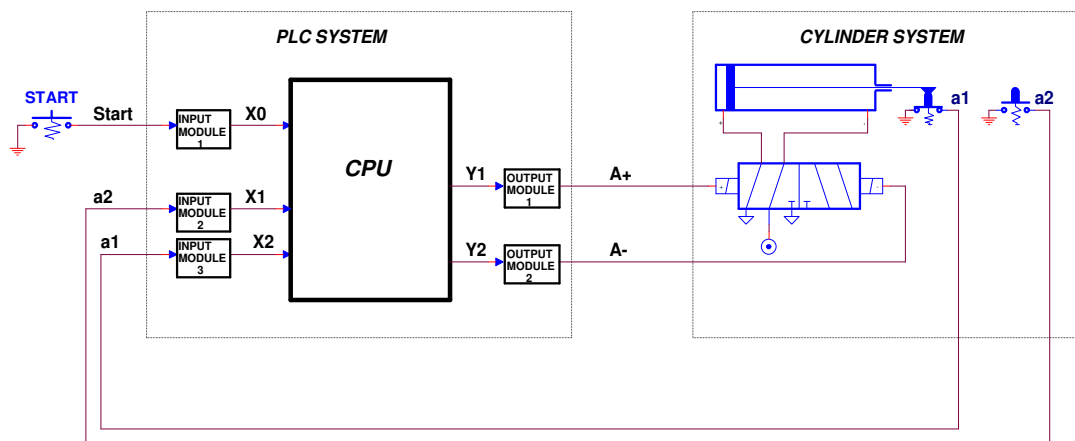 PLC SYSTEM
CYLINDER SYSTEM
START
Start
INPUT
MODULE
1
X0
CPU
a1
a2
+
-
a2
INPUT
MODULE
2
X1
Y1
OUTPUT
MODULE
1
A+
+
-
a1
INPUT
MODULE
3
X2
Y2
OUTPUT
MODULE
2
A-